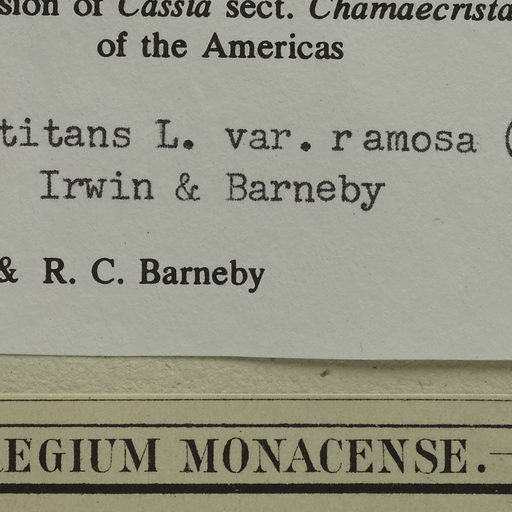 sion of Cassia sect. Chamaecrista
of the Americas
titans L. var. ramosa (
Irwin & Barneby
& R. C. Barneby
EGIUM MONACENSE.